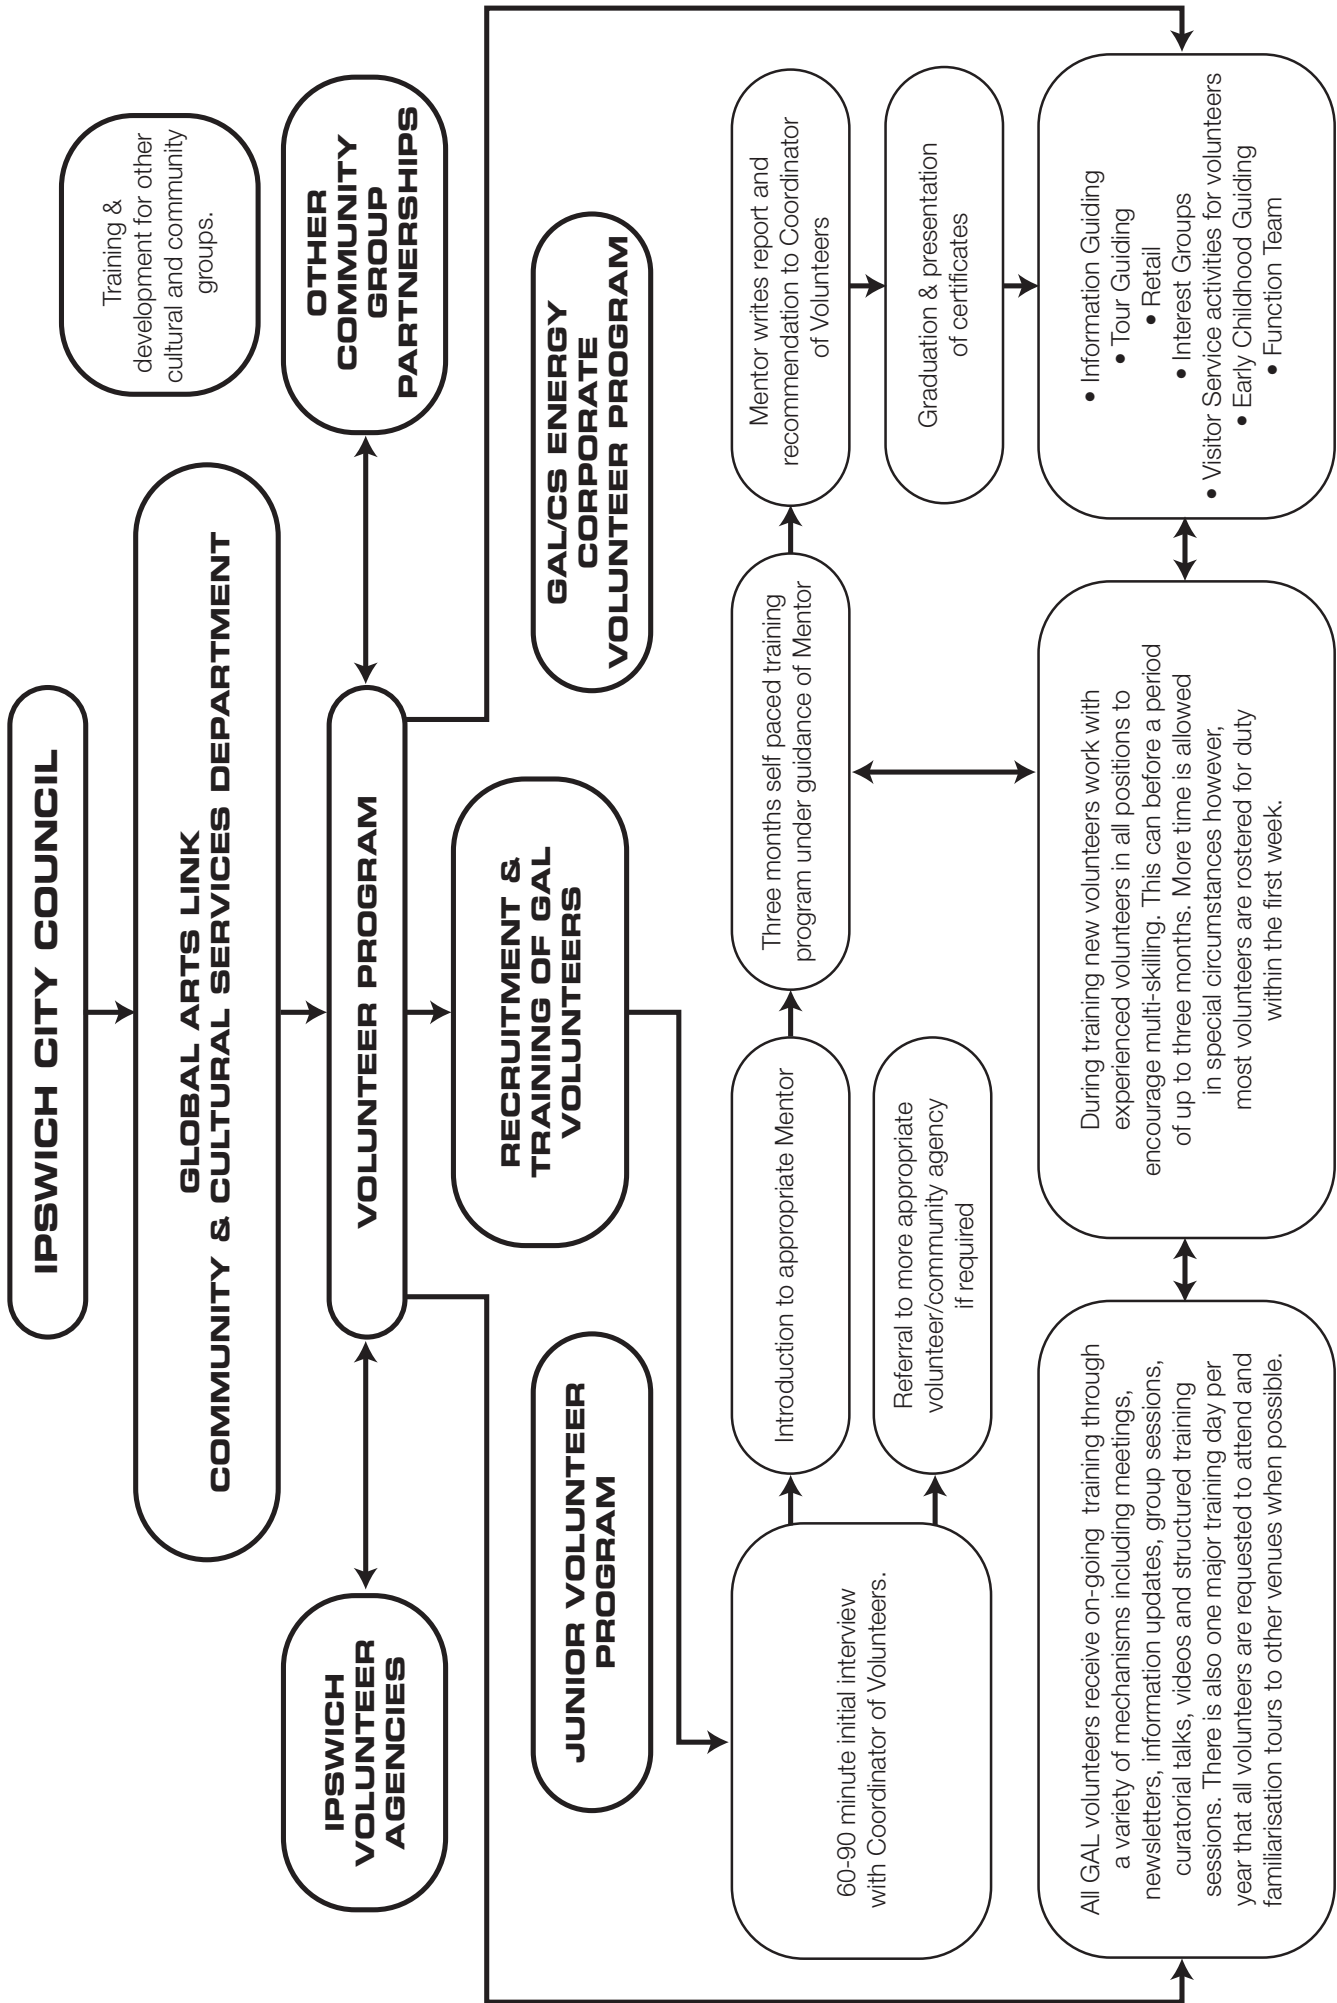 IPSWICH CITY COUNCIL
GLOBAL ARTS LINK
COMMUNITY & CULTURAL SERVICES DEPARTMENT
Training &
development for other
cultural and community
groups.
IPSWICH
VOLUNTEER
AGENCIES
VOLUNTEER PROGRAM
OTHER
COMMUNITY
GROUP
PARTNERSHIPS
RECRUITMENT &
TRAINING OF GAL
VOLUNTEERS
JUNIOR VOLUNTEER
PROGRAM
GAL/CS ENERGY
CORPORATE
VOLUNTEER PROGRAM
60-90 minute initial interview
with Coordinator of Volunteers.
Introduction to appropriate Mentor
Referral to more appropriate
volunteer/community agency
if required
Three months self paced training
program under guidance of Mentor
Mentor writes report and
recommendation to Coordinator
of Volunteers
Graduation & presentation
of certificates
All GAL volunteers receive on-going training through
a variety of mechanisms including meetings,
newsletters, information updates, group sessions,
curatorial talks, videos and structured training
sessions. There is also one major training day per
year that all volunteers are requested to attend and
familiarisation tours to other venues when possible.
During training new volunteers work with
experienced volunteers in all positions to
encourage multi-skilling. This can before a period
of up to three months. More time is allowed
in special circumstances however,
most volunteers are rostered for duty
within the first week.
• Information Guiding
• Tour Guiding
• Retail
• Interest Groups
• Visitor Service activities for volunteers
• Early Childhood Guiding
• Function Team